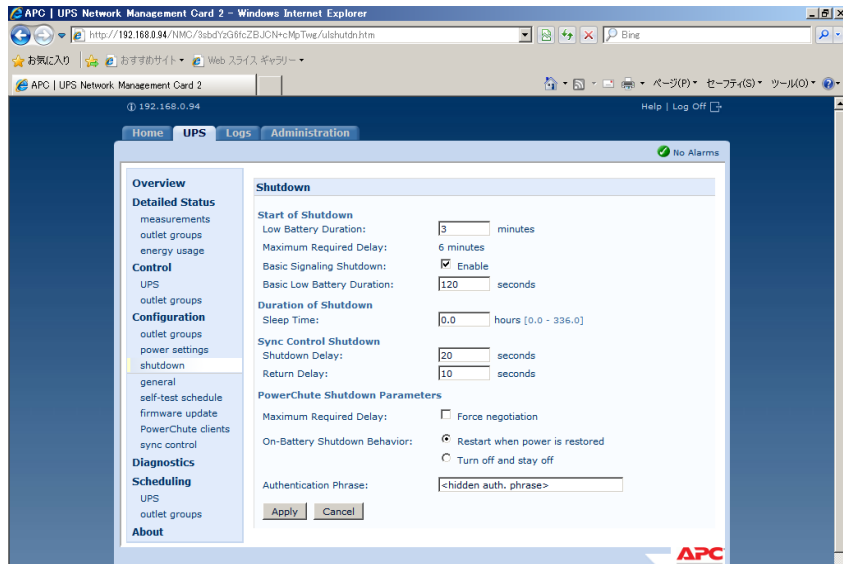 APC | UPS Network Management Card 2 - Windows Internet Explorer
http://192.168.0.94/NMC/3sbdYzG6fcZBJCN+cMpTwg/ulshutdn.htm
Bing
お気に入り
おすすめサイト
Web スライス ギャラリー
APC | UPS Network Management Card 2
ページ(P)
セーフティ(S)
ツール(O)
192.168.0.94
Help | Log Off
Home
UPS
Logs
Administration
No Alarms
Overview
Detailed Status
measurements
outlet groups
energy usage
Control
UPS
outlet groups
Configuration
outlet groups
power settings
shutdown
general
self-test schedule
firmware update
PowerChute clients
sync control
Diagnostics
Scheduling
UPS
outlet groups
About
Shutdown
Start of Shutdown
Low Battery Duration: 3 minutes
Maximum Required Delay: 6 minutes
Basic Signaling Shutdown: Enable
Basic Low Battery Duration: 120 seconds
Duration of Shutdown
Sleep Time: 0.0 hours [0.0 - 336.0]
Sync Control Shutdown
Shutdown Delay: 20 seconds
Return Delay: 10 seconds
PowerChute Shutdown Parameters
Maximum Required Delay: Force negotiation
On-Battery Shutdown Behavior: Restart when power is restored
Turn off and stay off
Authentication Phrase: <hidden auth. phrase>
Apply
Cancel
APC